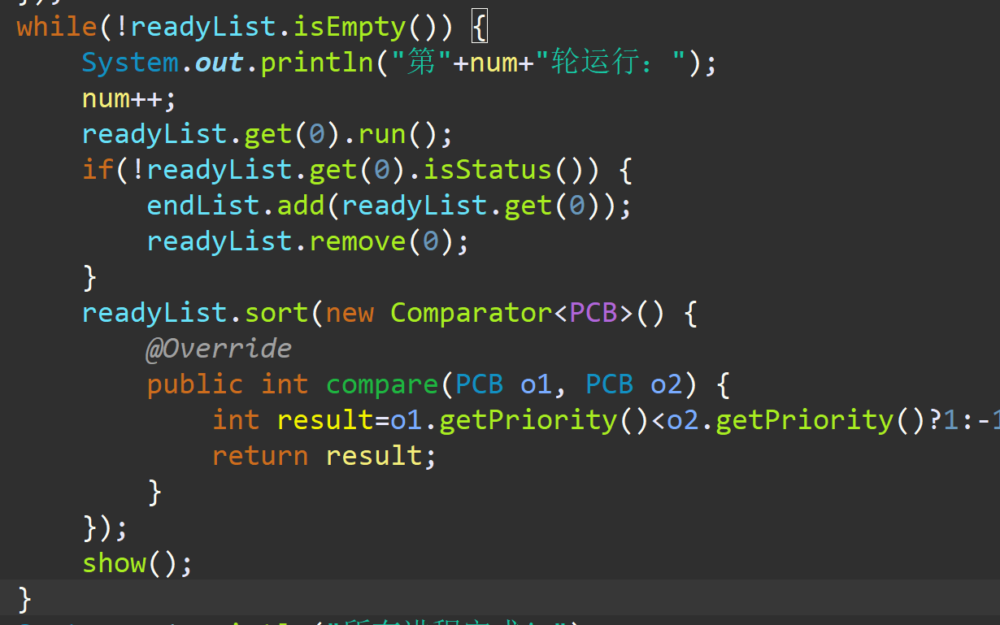 while(!readyList.isEmpty()) {
System.out.println("第"+num+"轮运行：");
num++;
readyList.get(0).run();
if(!readyList.get(0).isStatus()) {
endList.add(readyList.get(0));
readyList.remove(0);
}
readyList.sort(new Comparator<PCB>() {
@Override
public int compare(PCB o1, PCB o2) {
int result=o1.getPriority()<o2.getPriority()?1:-1
return result;
}
});
show();
}